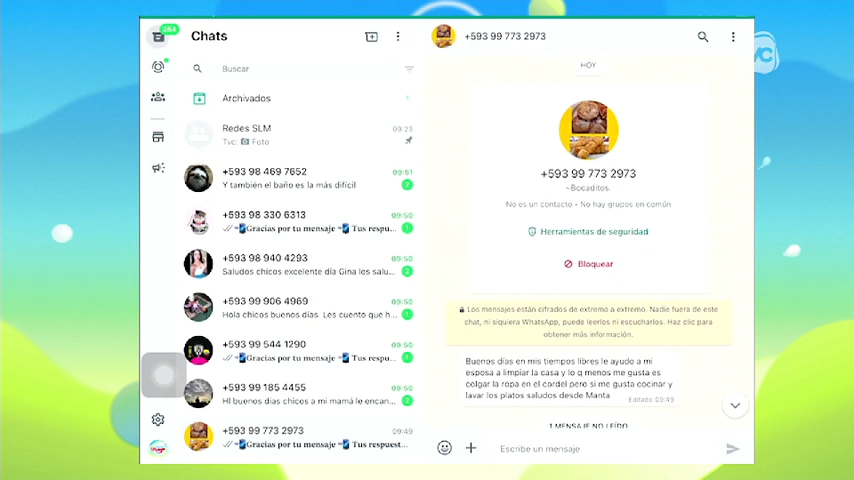 264
Chats
Buscar
Archivados
1
Redes SLM
09:23
Tvc: Foto
+593 98 469 7652
09:51
Y también el baño es la más difícil
2
+593 98 330 6313
09:50
Gracias por tu mensaje Tus respu...
1
+593 98 940 4293
09:50
Saludos chicos excelente día Gina los salu...
2
+593 99 906 4969
09:50
Hola chicos buenos días. Les cuento que h...
1
+593 99 544 1290
09:50
Gracias por tu mensaje Tus respu...
1
+593 99 185 4455
09:50
HI buenos días chicos a mi mamá le encan...
2
+593 99 773 2973
09:49
Gracias por tu mensaje Tus respuest...
+593 99 773 2973
HOY
+593 99 773 2973
~Bocaditos.
No es un contacto • No hay grupos en común
Herramientas de seguridad
Bloquear
Los mensajes están cifrados de extremo a extremo. Nadie fuera de este
chat, ni siquiera WhatsApp, puede leerlos ni escucharlos. Haz clic para
obtener más información.
Buenos días en mis tiempos libres le ayudo a mi
esposa a limpiar la casa y lo q menos me gusta es
colgar la ropa en el cordel pero si me gusta cocinar y
lavar los platos saludos desde Manta
Editado 09:49
1 MENSAJE NO LEÍDO
Escribe un mensaje